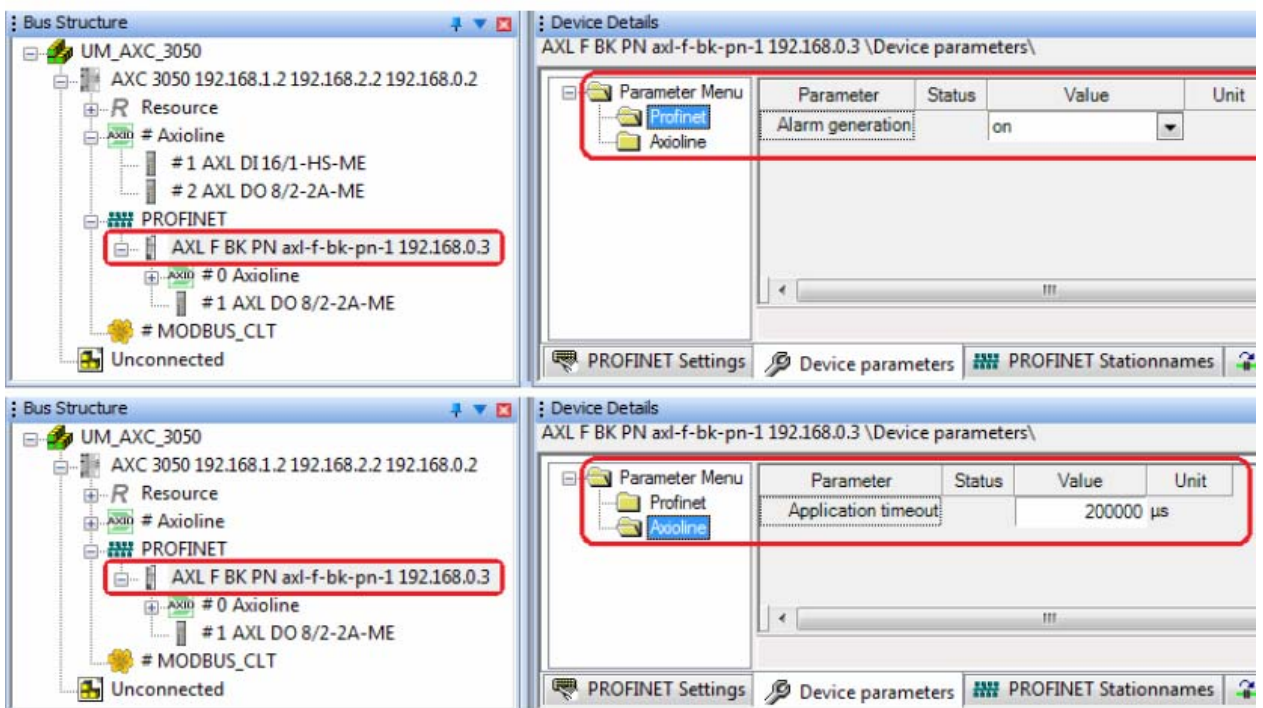 Bus Structure
UM_AXC_3050
AXC 3050 192.168.1.2 192.168.2.2 192.168.0.2
R Resource
AXIO # Axioline
#1 AXL DI 16/1-HS-ME
#2 AXL DO 8/2-2A-ME
PROFINET
AXL F BK PN axl-f-bk-pn-1 192.168.0.3
AXIO #0 Axioline
#1 AXL DO 8/2-2A-ME
# MODBUS_CLT
Unconnected
Device Details
AXL F BK PN axl-f-bk-pn-1 192.168.0.3 \Device parameters\
Parameter Menu
Profinet
Axioline
Parameter Status Value Unit
Alarm generation on
PROFINET Settings Device parameters PROFINET Stationnames
Bus Structure
UM_AXC_3050
AXC 3050 192.168.1.2 192.168.2.2 192.168.0.2
R Resource
AXIO # Axioline
PROFINET
AXL F BK PN axl-f-bk-pn-1 192.168.0.3
AXIO #0 Axioline
#1 AXL DO 8/2-2A-ME
# MODBUS_CLT
Unconnected
Device Details
AXL F BK PN axl-f-bk-pn-1 192.168.0.3 \Device parameters\
Parameter Menu
Profinet
Axioline
Parameter Status Value Unit
Application timeout 200000 µs
PROFINET Settings Device parameters PROFINET Stationnames